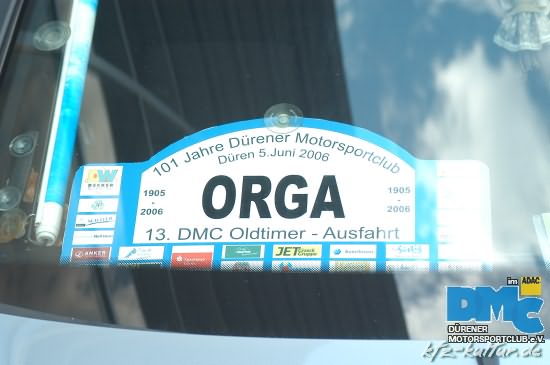 101 Jahre Dürener Motorsportclub
Düren 5.Juni 2006
1905 - 2006
ORGA
1905 - 2006
13. DMC Oldtimer - Ausfahrt
ANKER
JET
im ADAC
DMC
DÜRENER
MOTORSPORTCLUB e.V.
kfz-kultur.de